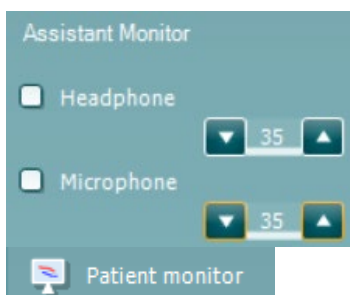 Assistant Monitor
Headphone
35
Microphone
35
Patient monitor